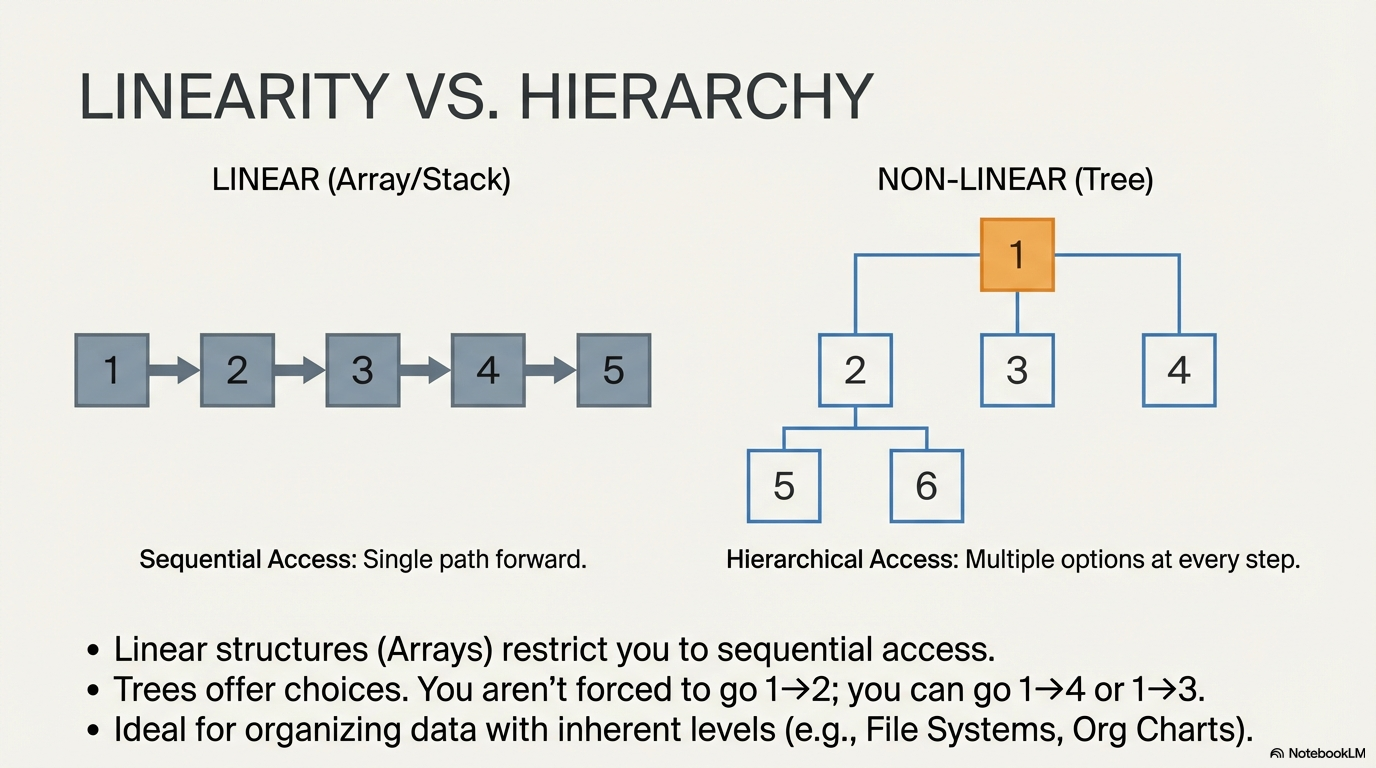 LINEARITY VS. HIERARCHY
LINEAR (Array/Stack)
1
2
3
4
5
Sequential Access: Single path forward.
NON-LINEAR (Tree)
1
2
3
4
5
6
Hierarchical Access: Multiple options at every step.
• Linear structures (Arrays) restrict you to sequential access.
• Trees offer choices. You aren't forced to go 1→2; you can go 1→4 or 1→3.
• Ideal for organizing data with inherent levels (e.g., File Systems, Org Charts).
NotebookLM